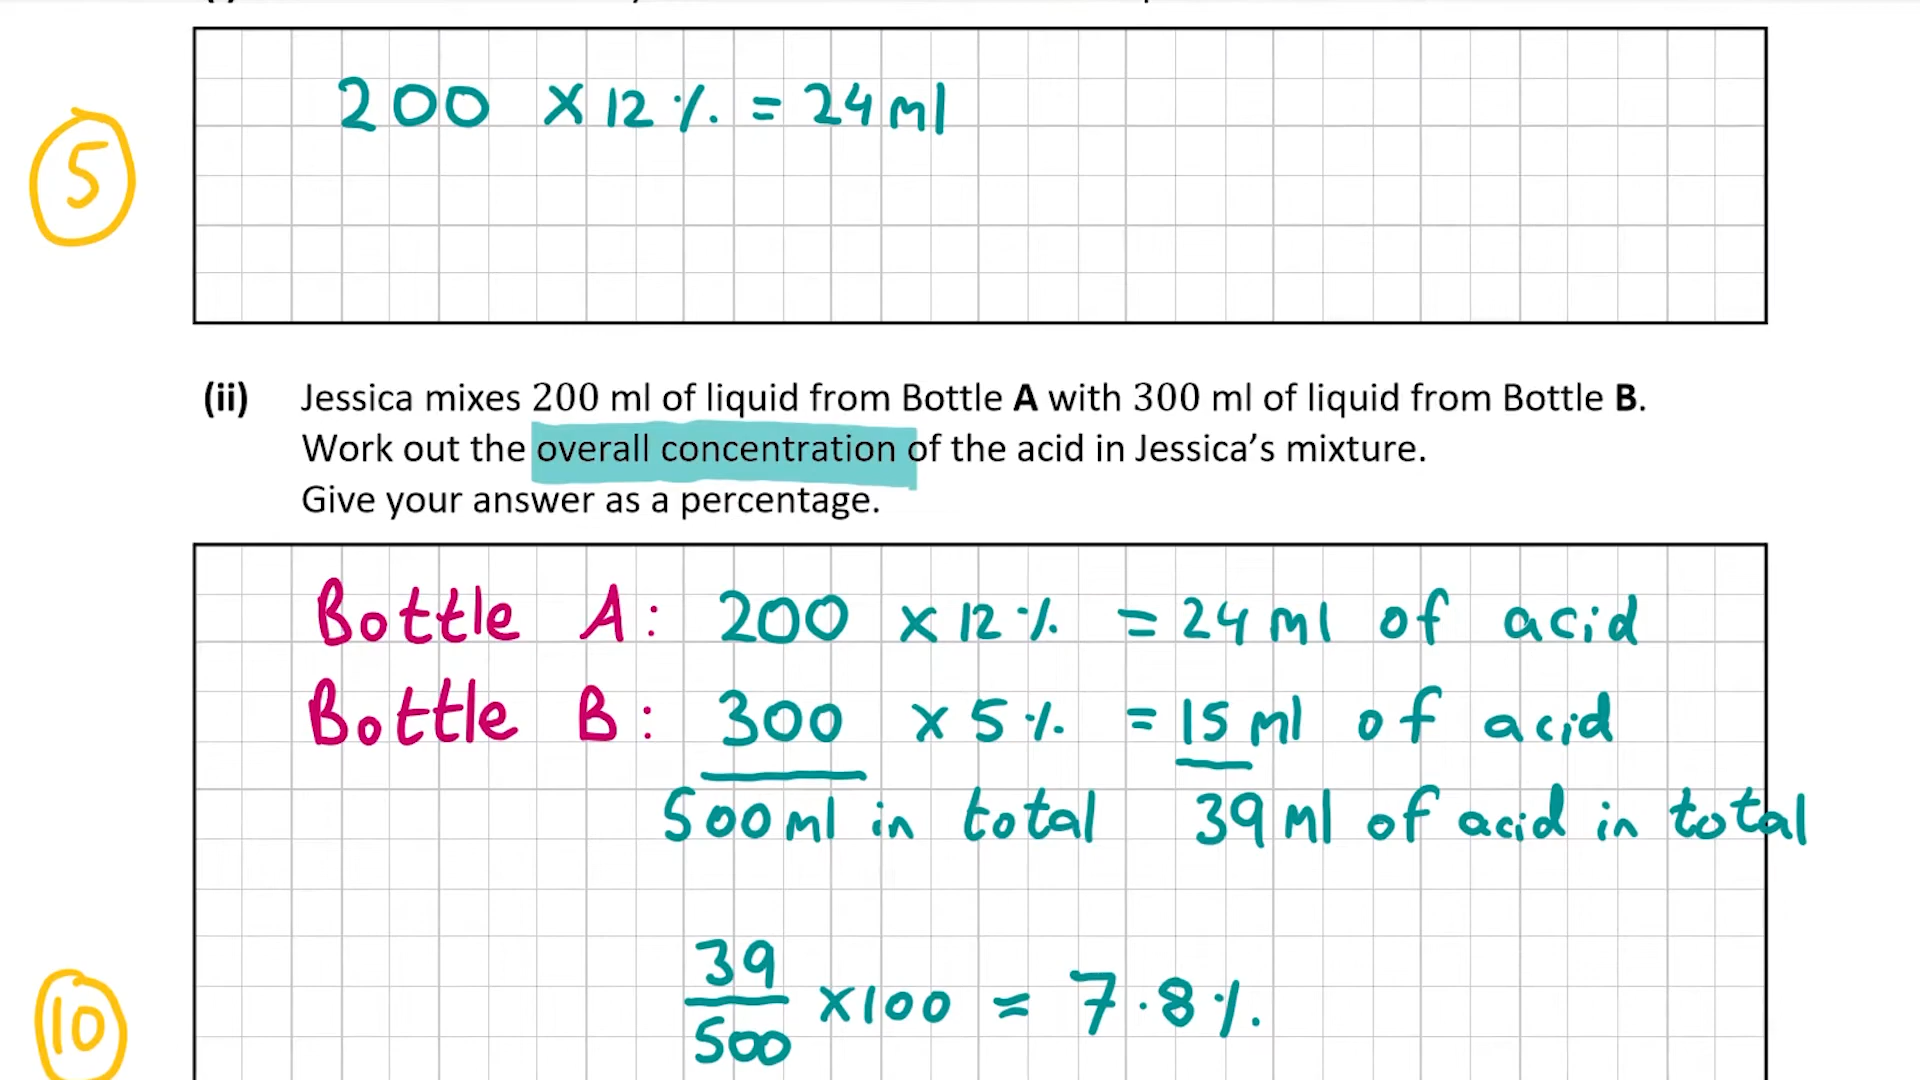 200 × 12 % = 24 ml
5
(ii) Jessica mixes 200 ml of liquid from Bottle A with 300 ml of liquid from Bottle B.
Work out the overall concentration of the acid in Jessica's mixture.
Give your answer as a percentage.
Bottle A: 200 × 12 % = 24 ml of acid
Bottle B: 300 × 5 % = 15 ml of acid
500 ml in total 39 ml of acid in total
39
× 100 = 7.8 %
500
10